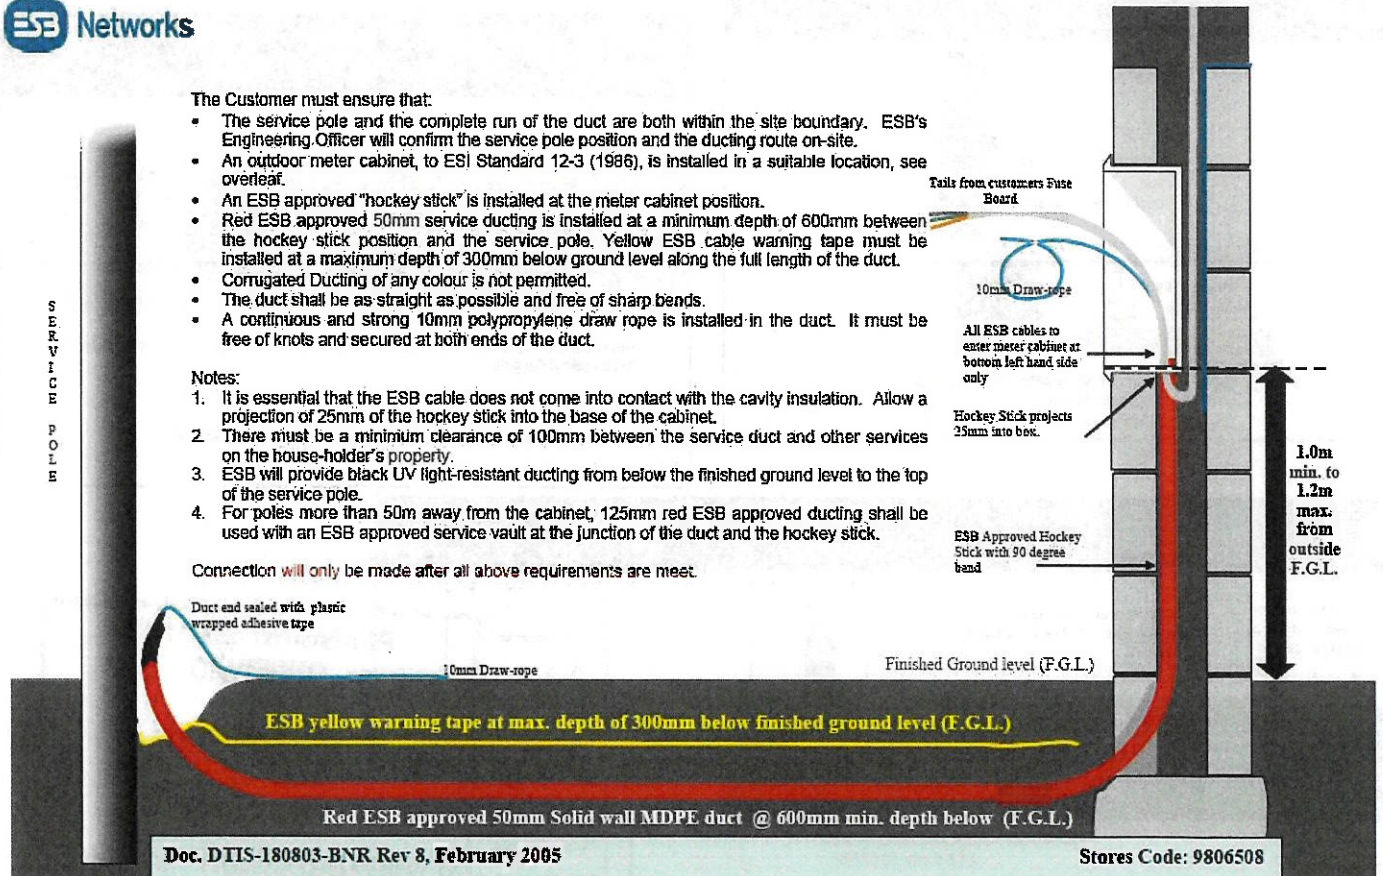 ESB Networks
The Customer must ensure that:
• The service pole and the complete run of the duct are both within the site boundary. ESB's
Engineering Officer will confirm the service pole position and the ducting route on-site.
• An outdoor meter cabinet, to ESI Standard 12-3 (1986), is installed in a suitable location, see
overleaf.
• An ESB approved "hockey stick" is installed at the meter cabinet position.
• Red ESB approved 50mm service ducting is installed at a minimum depth of 600mm between
the hockey stick position and the service pole. Yellow ESB cable warning tape must be
installed at a maximum depth of 300mm below ground level along the full length of the duct.
• Corrugated Ducting of any colour is not permitted.
• The duct shall be as straight as possible and free of sharp bends.
• A continuous and strong 10mm polypropylene draw rope is installed in the duct. It must be
free of knots and secured at both ends of the duct.
Notes:
1. It is essential that the ESB cable does not come into contact with the cavity insulation. Allow a
projection of 25mm of the hockey stick into the base of the cabinet.
2. There must be a minimum clearance of 100mm between the service duct and other services
on the house-holder's property.
3. ESB will provide black UV light-resistant ducting from below the finished ground level to the top
of the service pole.
4. For poles more than 50m away from the cabinet, 125mm red ESB approved ducting shall be
used with an ESB approved service vault at the junction of the duct and the hockey stick.
Connection will only be made after all above requirements are meet.
SERVICE POLE
Tails from customers Fuse
Board
10mm Draw-rope
All ESB cables to
enter meter cabinet at
bottom left hand side
only
Hockey Stick projects
25mm into box.
1.0m
min. to
1.2m
max.
from
outside
F.G.L.
ESB Approved Hockey
Stick with 90 degree
band
Duct end sealed with plastic
wrapped adhesive tape
10mm Draw-rope
Finished Ground level (F.G.L.)
ESB yellow warning tape at max. depth of 300mm below finished ground level (F.G.L.)
Red ESB approved 50mm Solid wall MDPE duct @ 600mm min. depth below (F.G.L.)
Doc. DTIS-180803-BNR Rev 8, February 2005
Stores Code: 9806508